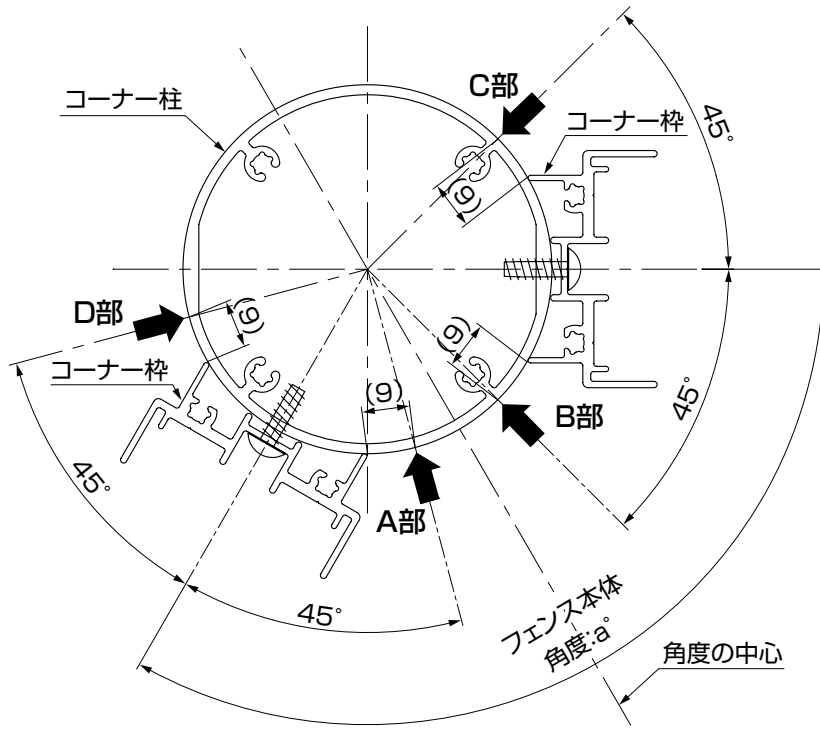 C部
コーナー柱
コーナー枠
45°
(9)
D部
(9)
(9)
コーナー枠
(9)
B部
45°
A部
45°
45°
フェンス本体
角度:a°
角度の中心